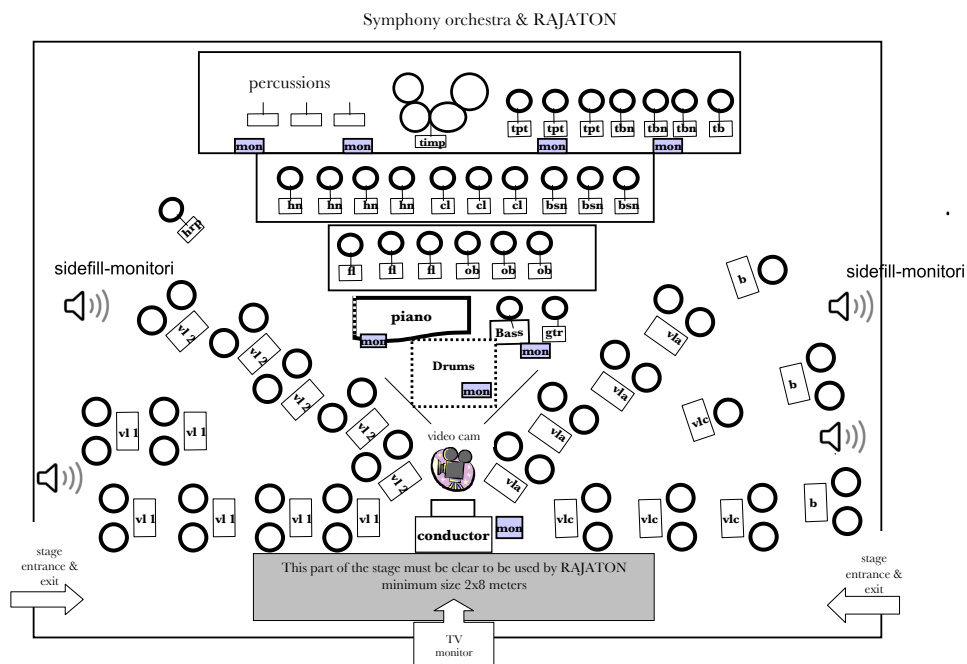 Symphony orchestra & RAJATON
percussions
timp
tpt
tpt
tpt
tbn
tbn
tbn
tb
mon
mon
mon
mon
hn
hn
hn
hn
cl
cl
cl
bsn
bsn
bsn
hrp
fl
fl
fl
ob
ob
ob
sidefill-monitori
sidefill-monitori
b
piano
Bass
gtr
mon
mon
vl 2
vl 2
vla
Drums
mon
vl 2
vla
b
vl 1
vl 1
vl 2
vla
vlc
video cam
vl 2
vla
vl 1
vl 1
vl 1
vl 1
conductor
mon
vlc
vlc
vlc
b
stage
entrance &
exit
This part of the stage must be clear to be used by RAJATON
minimum size 2x8 meters
stage
entrance &
exit
TV
monitor